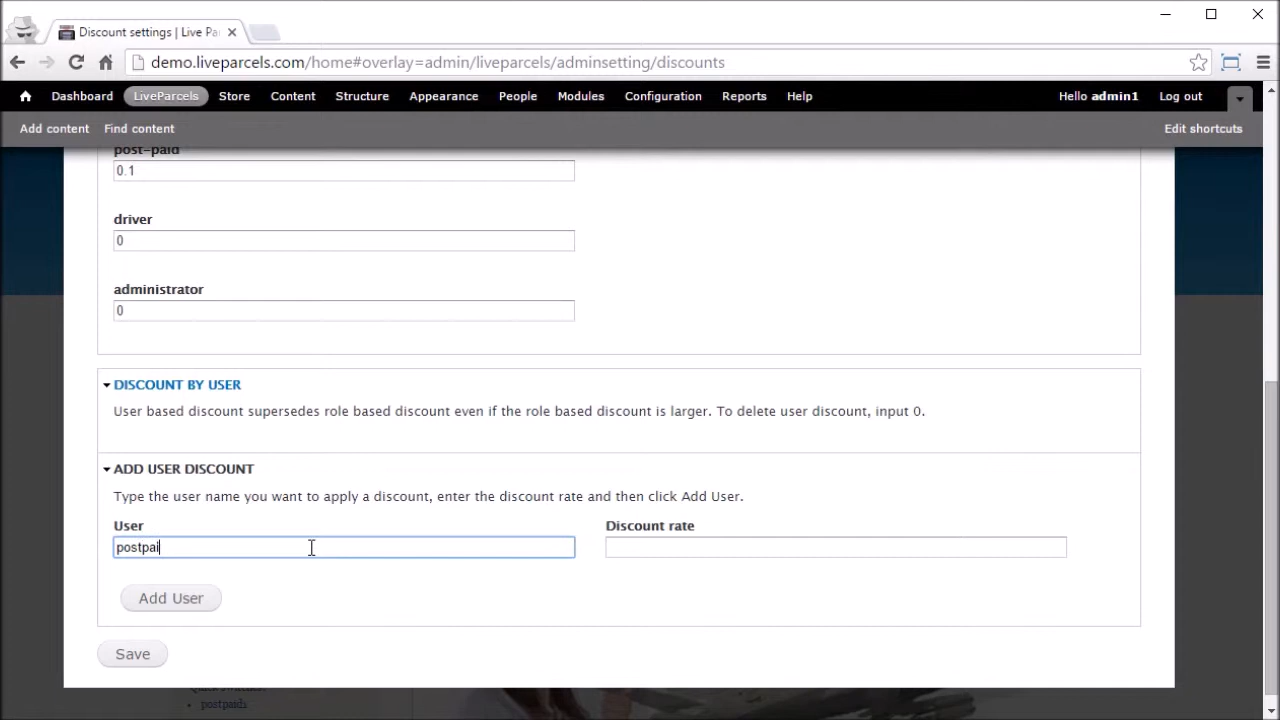 Discount settings | Live Pa
demo.liveparcels.com/home#overlay=admin/liveparcels/adminsetting/discounts
Dashboard LiveParcels Store Content Structure Appearance People Modules Configuration Reports Help Hello admin1 Log out
Add content Find content Edit shortcuts
post-paid
0.1
driver
0
administrator
0
DISCOUNT BY USER
User based discount supersedes role based discount even if the role based discount is larger. To delete user discount, input 0.
ADD USER DISCOUNT
Type the user name you want to apply a discount, enter the discount rate and then click Add User.
User Discount rate
postpai
Add User
Save
postpaid1